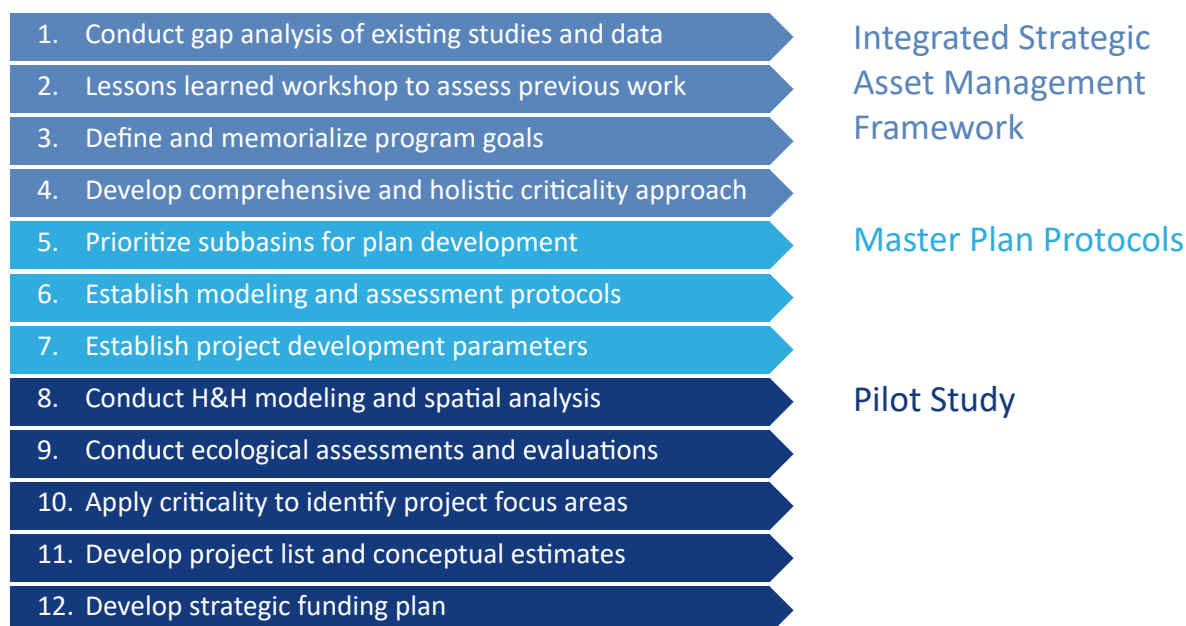 1. Conduct gap analysis of existing studies and data
2. Lessons learned workshop to assess previous work
3. Define and memorialize program goals
4. Develop comprehensive and holistic criticality approach
5. Prioritize subbasins for plan development
6. Establish modeling and assessment protocols
7. Establish project development parameters
8. Conduct H&H modeling and spatial analysis
9. Conduct ecological assessments and evaluations
10. Apply criticality to identify project focus areas
11. Develop project list and conceptual estimates
12. Develop strategic funding plan
Integrated Strategic
Asset Management
Framework
Master Plan Protocols
Pilot Study